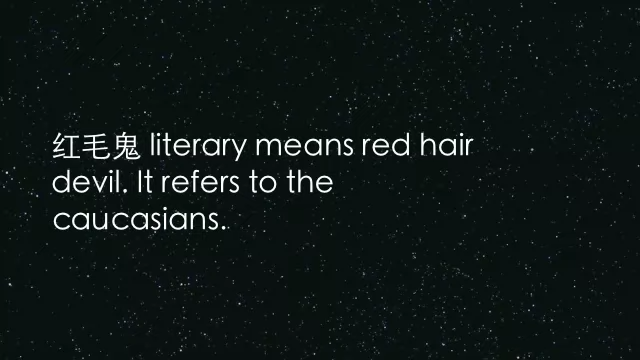 红毛鬼 literary means red hair
devil. It refers to the
caucasians.